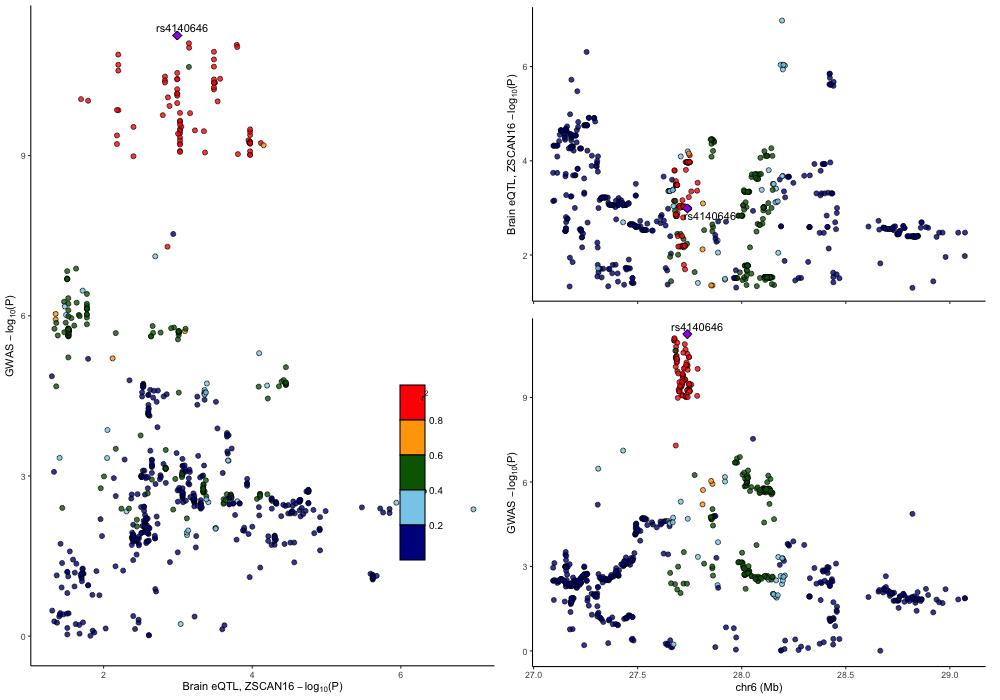 rs4140646
9
6
3
0
GWAS −log10(P)
2
4
6
Brain eQTL, ZSCAN16 −log10(P)
r2
0.8
0.6
0.4
0.2
6
4
2
Brain eQTL, ZSCAN16 −log10(P)
rs4140646
rs4140646
9
6
3
0
GWAS −log10(P)
27.0
27.5
28.0
28.5
29.0
chr6 (Mb)